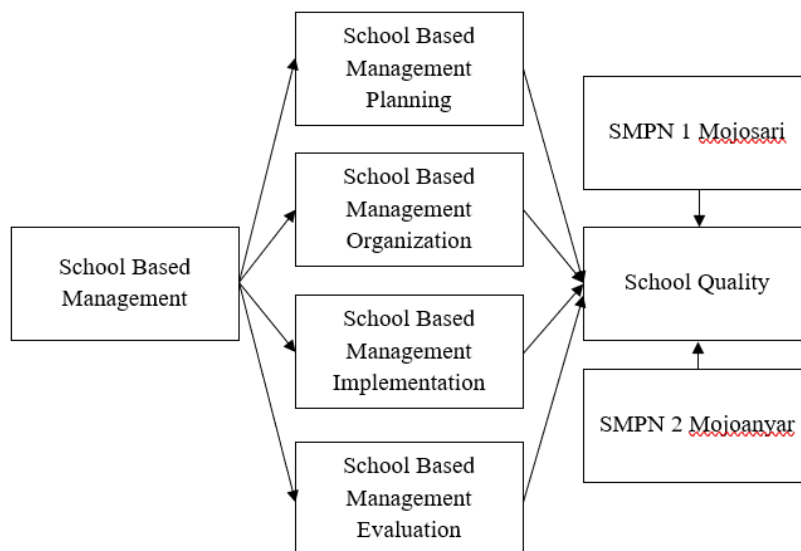 School Based
Management
School Based
Management
Planning
School Based
Management
Organization
School Based
Management
Implementation
School Based
Management
Evaluation
SMPN 1 Mojosari
School Quality
SMPN 2 Mojoanyar